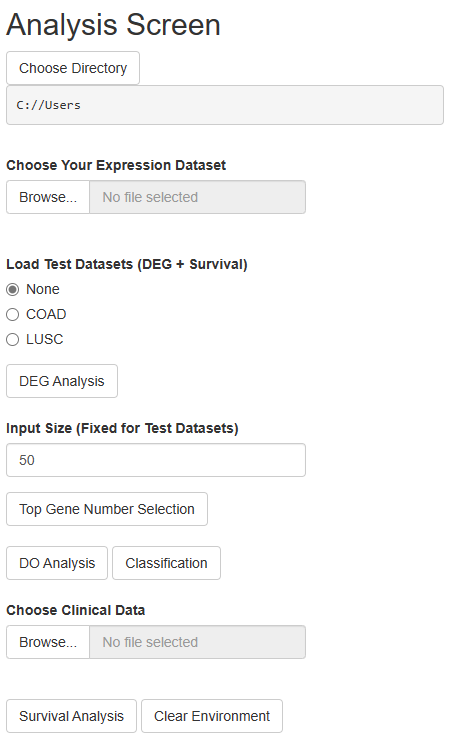 Analysis Screen
Choose Directory
C://Users
Choose Your Expression Dataset
Browse... No file selected
Load Test Datasets (DEG + Survival)
None
COAD
LUSC
DEG Analysis
Input Size (Fixed for Test Datasets)
50
Top Gene Number Selection
DO Analysis Classification
Choose Clinical Data
Browse... No file selected
Survival Analysis Clear Environment